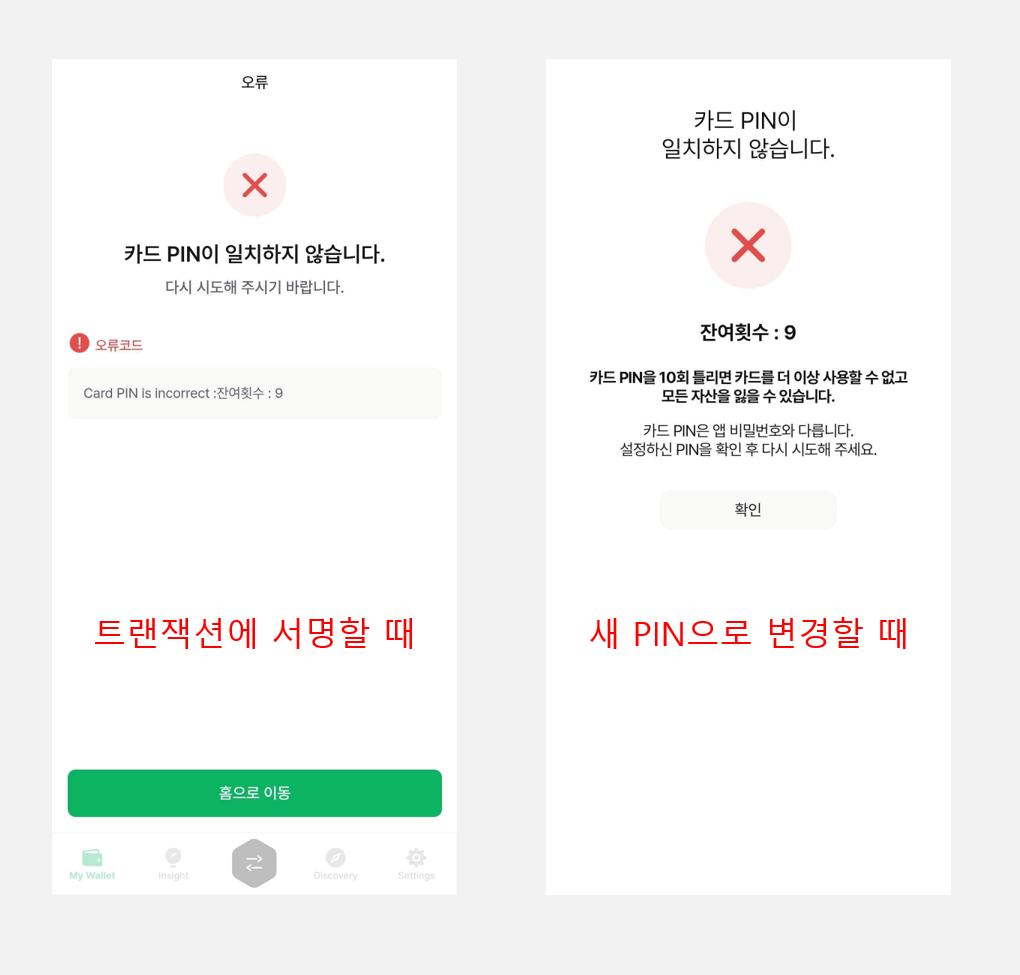 오류
카드 PIN이 일치하지 않습니다.
다시 시도해 주시기 바랍니다.
! 오류코드
Card PIN is incorrect :잔여횟수 : 9
트랜잭션에 서명할 때
홈으로 이동
My Wallet
Insight
Discovery
Settings
카드 PIN이
일치하지 않습니다.
잔여횟수 : 9
카드 PIN을 10회 틀리면 카드를 더 이상 사용할 수 없고
모든 자산을 잃을 수 있습니다.
카드 PIN은 앱 비밀번호와 다릅니다.
설정하신 PIN을 확인 후 다시 시도해 주세요.
확인
새 PIN으로 변경할 때